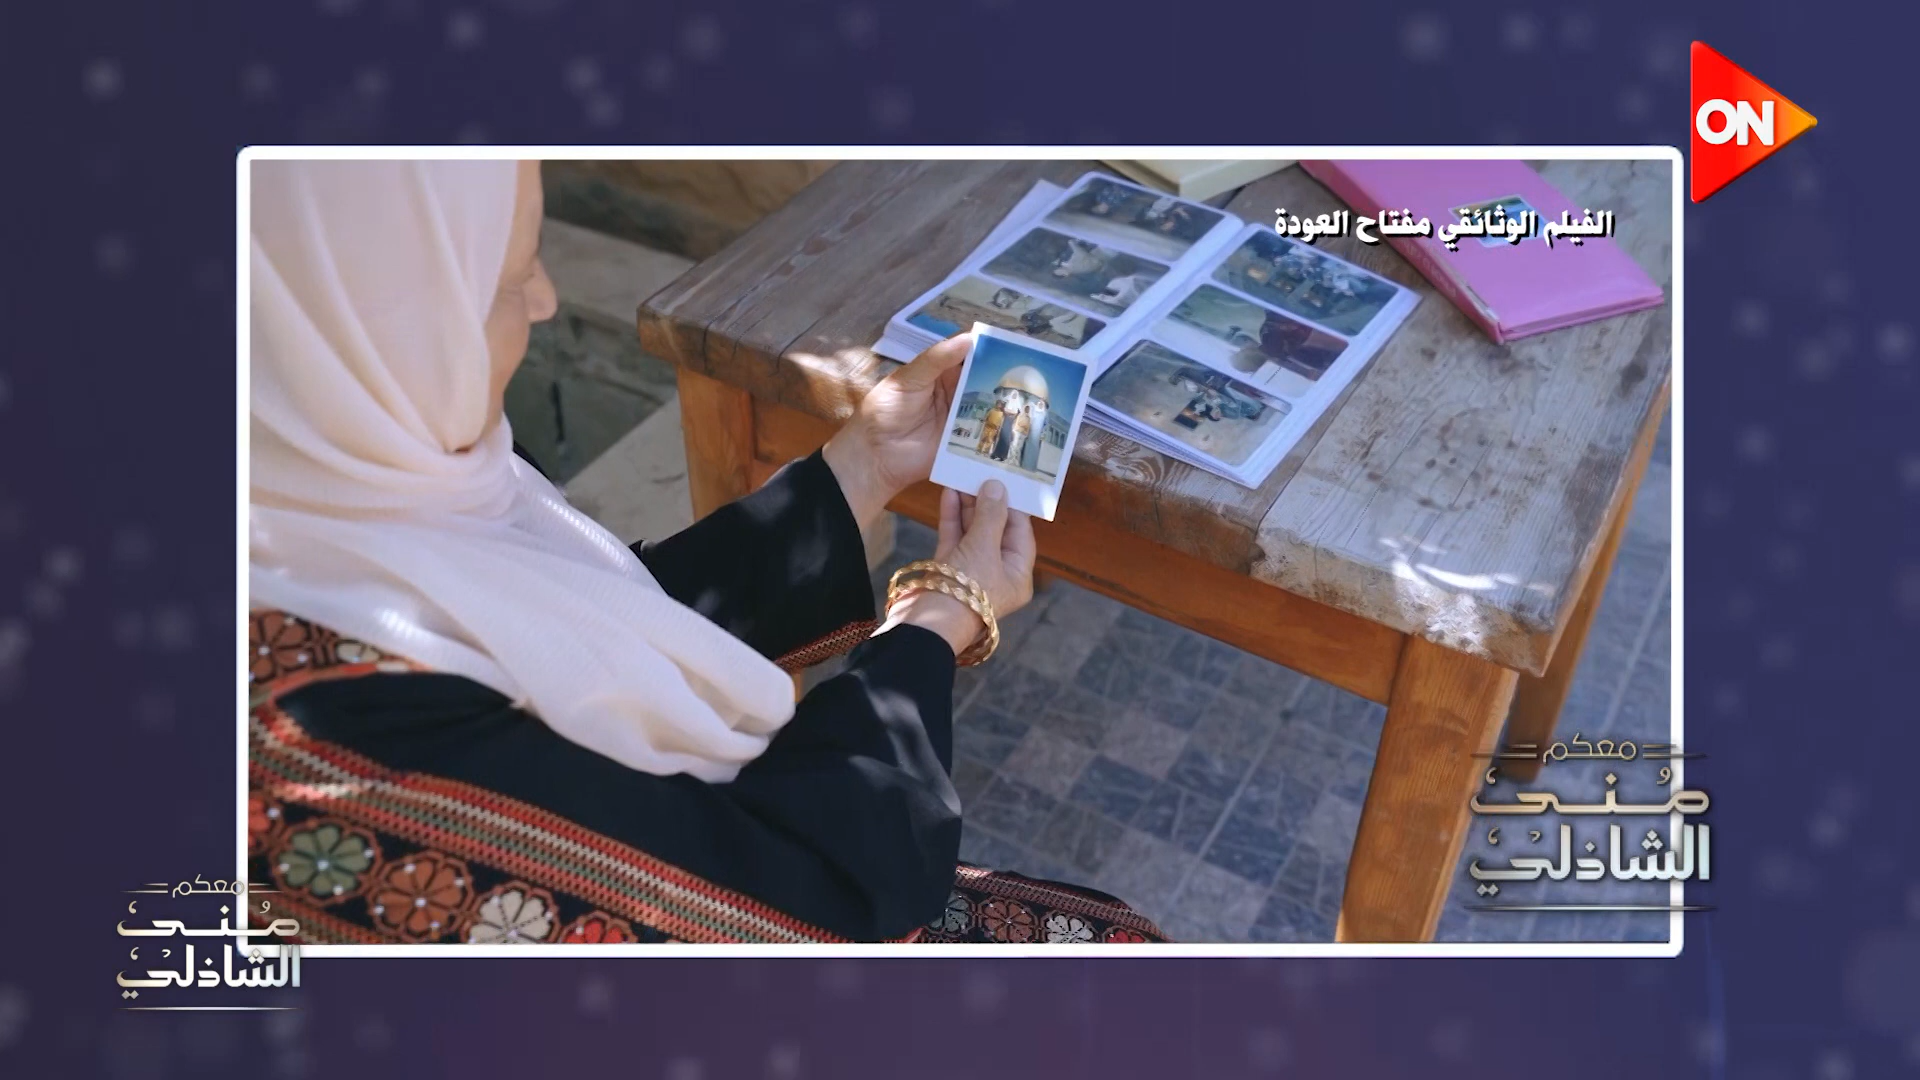 ON
الفيلم الوثائقي مفتاح العودة
معكم
مُنى
الشاذلي
معكم
مُنى
الشاذلي